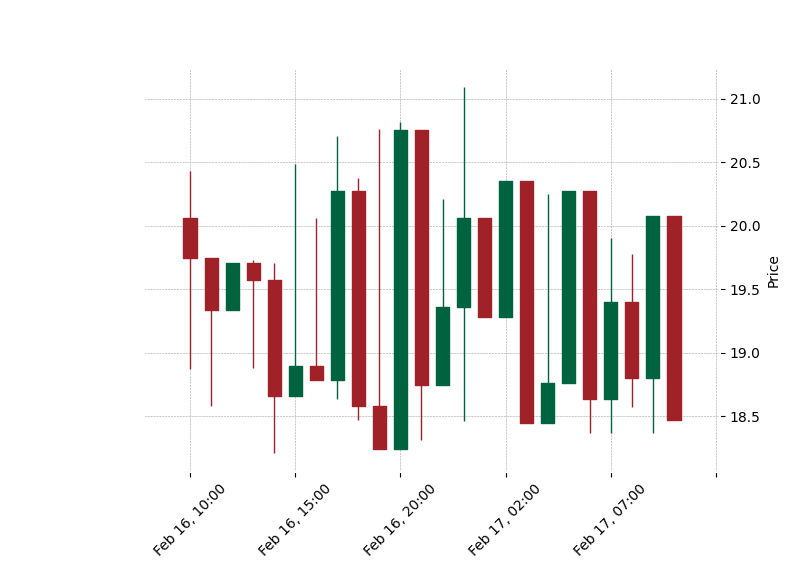 21.0
20.5
20.0
19.5
19.0
18.5
Price
Feb 16, 10:00
Feb 16, 15:00
Feb 16, 20:00
Feb 17, 02:00
Feb 17, 07:00